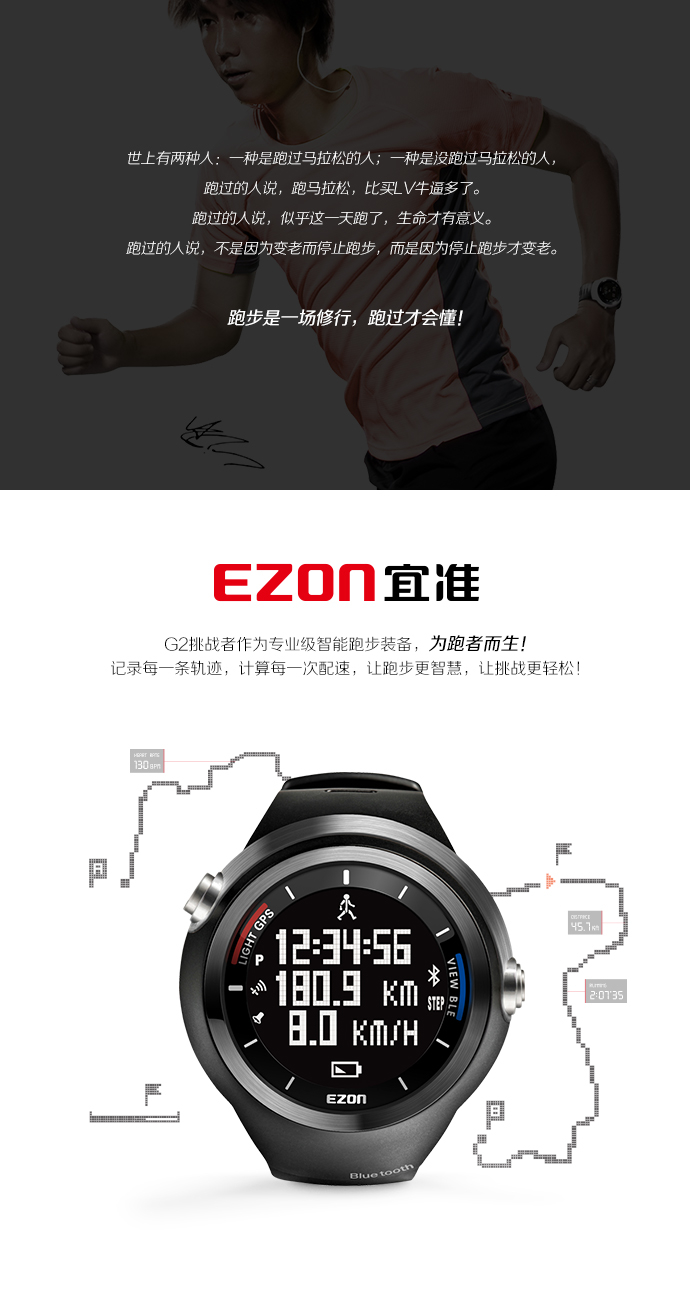 世上有两种人：一种是跑过马拉松的人；一种是没跑过马拉松的人，
跑过的人说，跑马拉松，比买LV牛逼多了。
跑过的人说，似乎这一天跑了，生命才有意义。
跑过的人说，不是因为变老而停止跑步，而是因为停止跑步才变老。
跑步是一场修行，跑过才会懂！
EZON 宜准
G2挑战者作为专业级智能跑步装备，为跑者而生！
记录每一条轨迹，计算每一次配速，让跑步更智慧，让挑战更轻松！
130 BPM
A
LIGHT GPS
P
12:34:56
180.9 KM
8.0 KM/H
VIEW BLE
STEP
EZON
Bluetooth
DISTANCE
45.7 KM
2:07'35
B